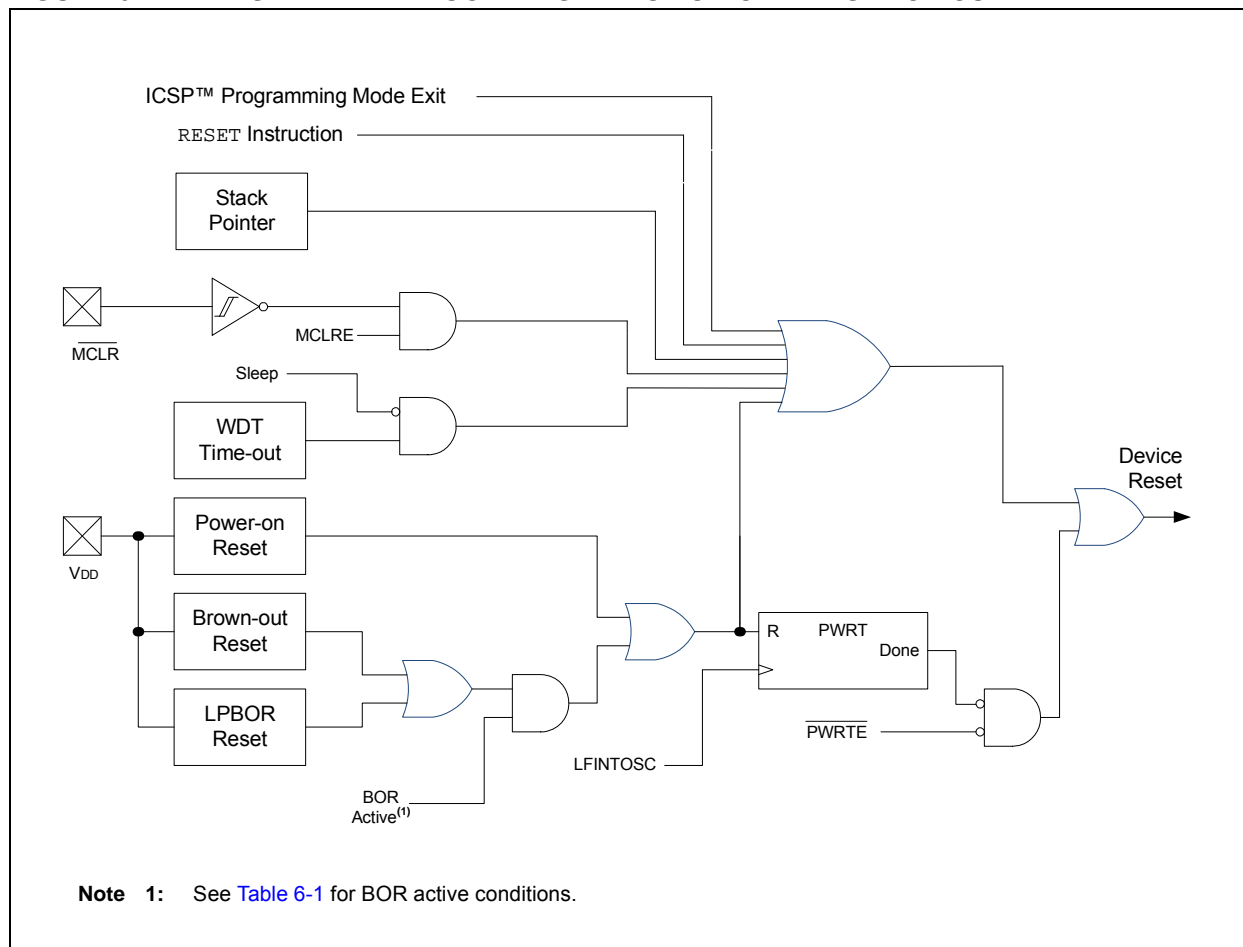 ICSP™ Programming Mode Exit
RESET Instruction
Stack
Pointer
MCLR
MCLRE
Sleep
WDT
Time-out
Device
Reset
VDD
Power-on
Reset
Brown-out
Reset
R PWRT
Done
LPBOR
Reset
PWRTE
LFINTOSC
BOR
Active(1)
Note 1: See Table 6-1 for BOR active conditions.